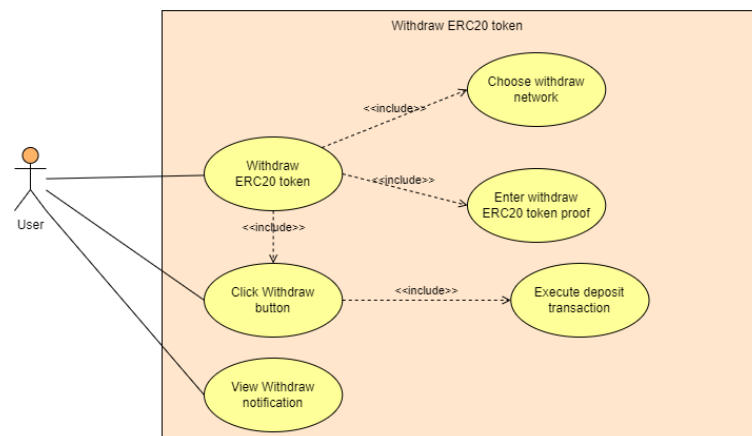 Withdraw ERC20 token
Choose withdraw
network
<<include>>
Withdraw
ERC20 token
<<include>>
Enter withdraw
ERC20 token proof
User
<<include>>
Click Withdraw
button
<<include>>
Execute deposit
transaction
View Withdraw
notification